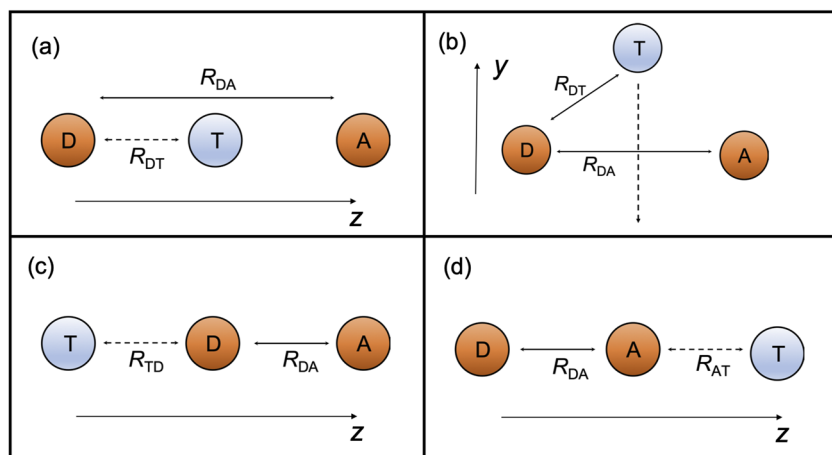 (a)
R_DA
D T A
R_DT
z
(b)
y
T
R_DT
D A
R_DA
(c)
T D A
R_TD R_DA
z
(d)
D A T
R_DA R_AT
z